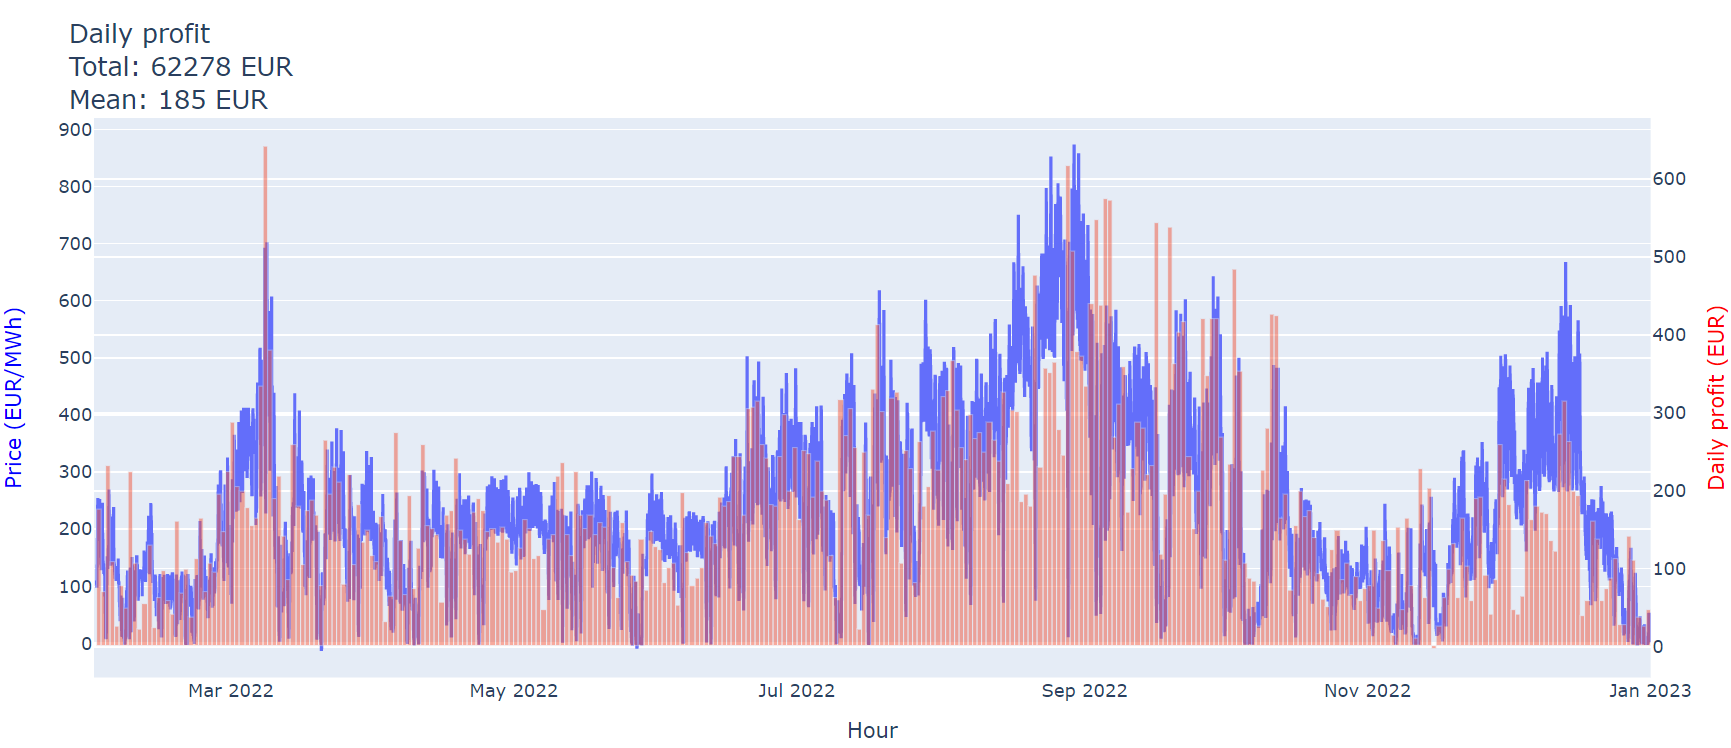 Daily profit
Total: 62278 EUR
Mean: 185 EUR
900
800
700
600
500
400
300
200
100
0
Price (EUR/MWh)
600
500
400
300
200
100
0
Daily profit (EUR)
Mar 2022
May 2022
Jul 2022
Sep 2022
Nov 2022
Jan 2023
Hour